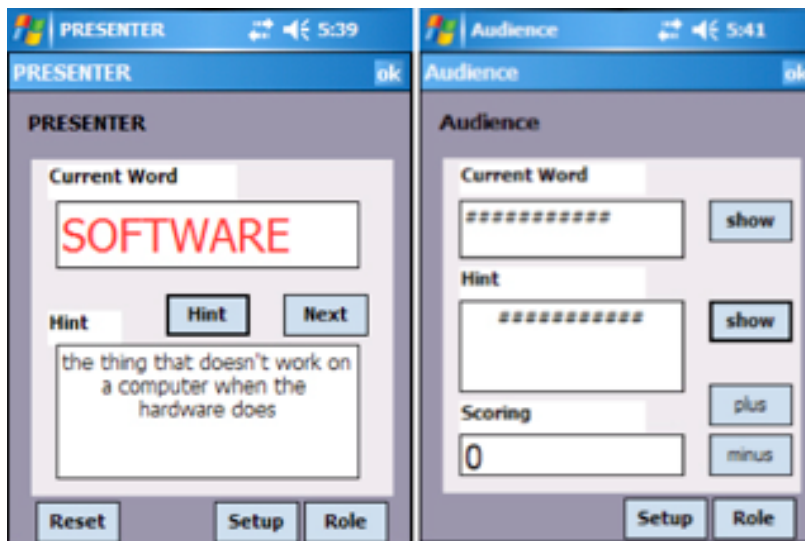 PRESENTER 5:39
PRESENTER ok
PRESENTER
Current Word
SOFTWARE
Hint Next
Hint
the thing that doesn't work on
a computer when the
hardware does
Reset Setup Role
Audience 5:41
Audience ok
Audience
Current Word
########### show
Hint
########### show
plus
Scoring
0 minus
Setup Role